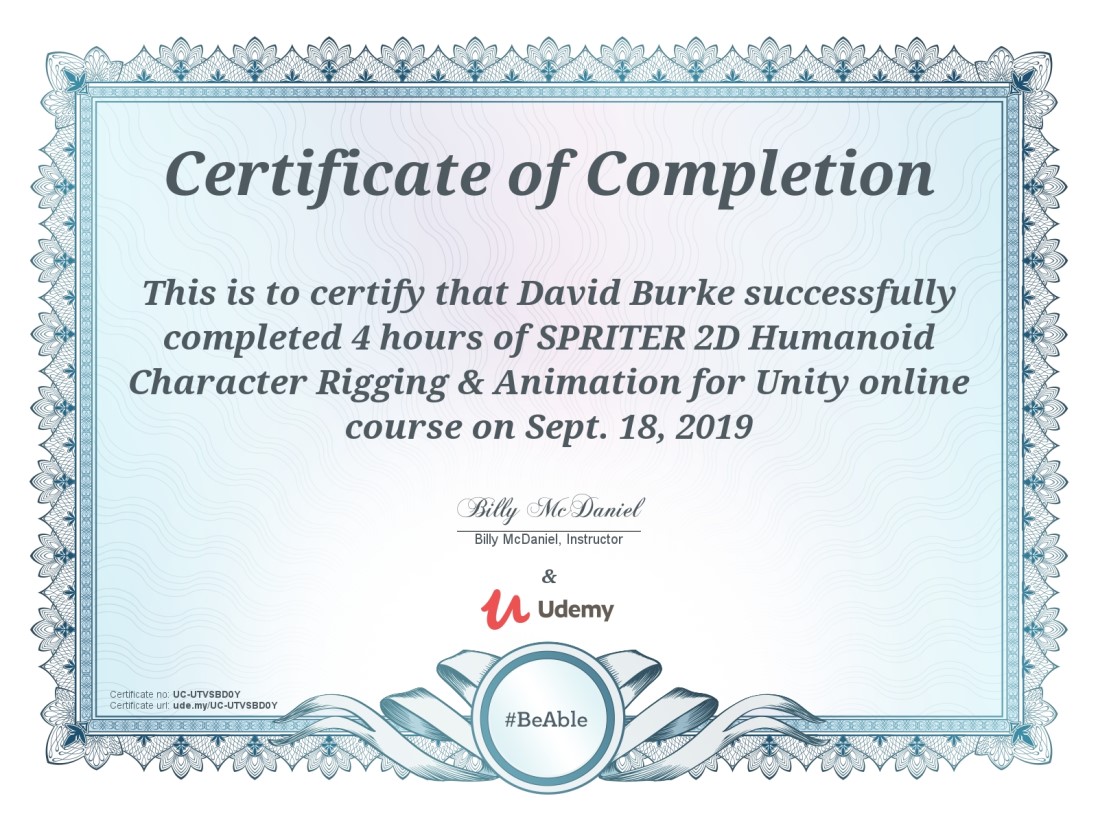 Certificate of Completion
This is to certify that David Burke successfully
completed 4 hours of SPRITER 2D Humanoid
Character Rigging & Animation for Unity online
course on Sept. 18, 2019
Billy McDaniel
Billy McDaniel, Instructor
&
Udemy
Certificate no: UC-UTVSBD0Y
Certificate url: ude.my/UC-UTVSBD0Y
#BeAble